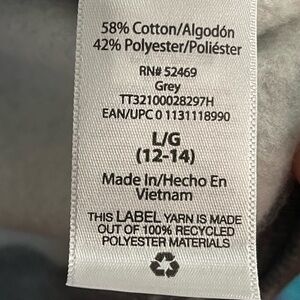 58% Cotton/Algodón
42% Polyester/Poliéster
RN# 52469
Grey
TT32100028297H
EAN/UPC 0 1131118990
L/G
(12-14)
Made in/Hecho En
Vietnam
THIS LABEL YARN IS MADE
OUT OF 100% RECYCLED
POLYESTER MATERIALS